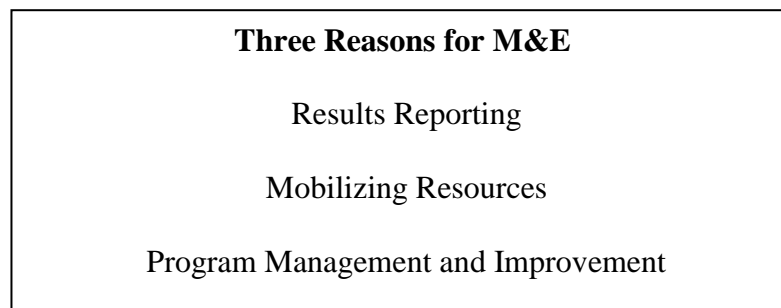 Three Reasons for M&E
Results Reporting
Mobilizing Resources
Program Management and Improvement